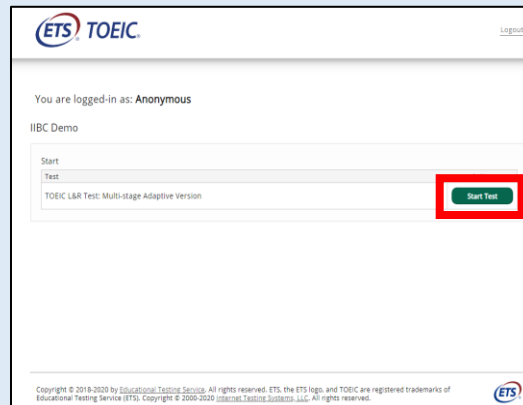 ETS TOEIC®
Logout
You are logged-in as: Anonymous
IIBC Demo
Start
Test
TOEIC L&R Test: Multi-stage Adaptive Version
Start Test
Copyright © 2018-2020 by Educational Testing Service. All rights reserved. ETS, the ETS logo, and TOEIC are registered trademarks of
Educational Testing Service (ETS). Copyright © 2000-2020 Internet Testing Systems, LLC. All rights reserved.
ETS